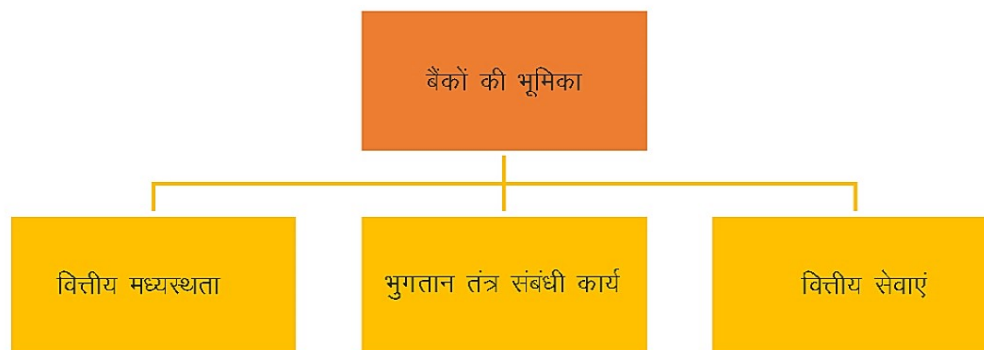 बैंकों की भूमिका
वित्तीय मध्यस्थता
भुगतान तंत्र संबंधी कार्य
वित्तीय सेवाएं